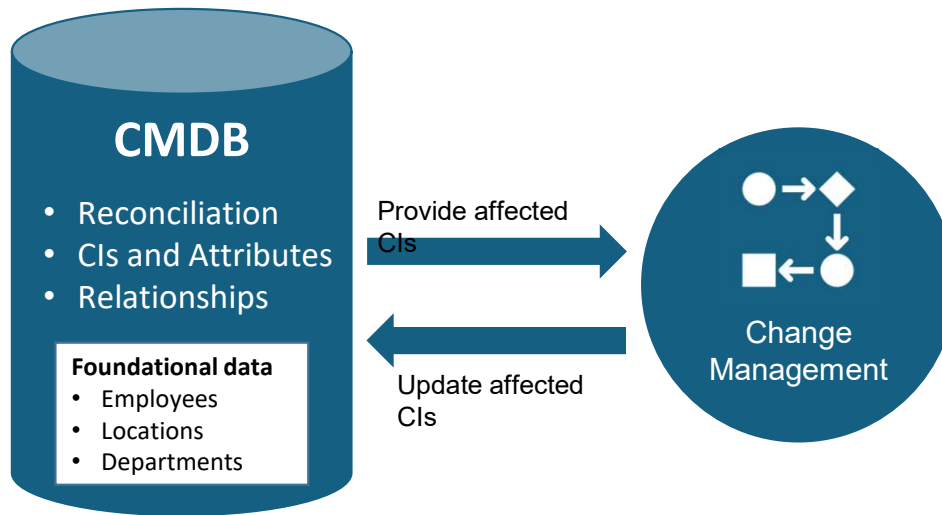 CMDB
• Reconciliation
• CIs and Attributes
• Relationships
Foundational data
• Employees
• Locations
• Departments
Provide affected
CIs
Update affected
CIs
Change
Management